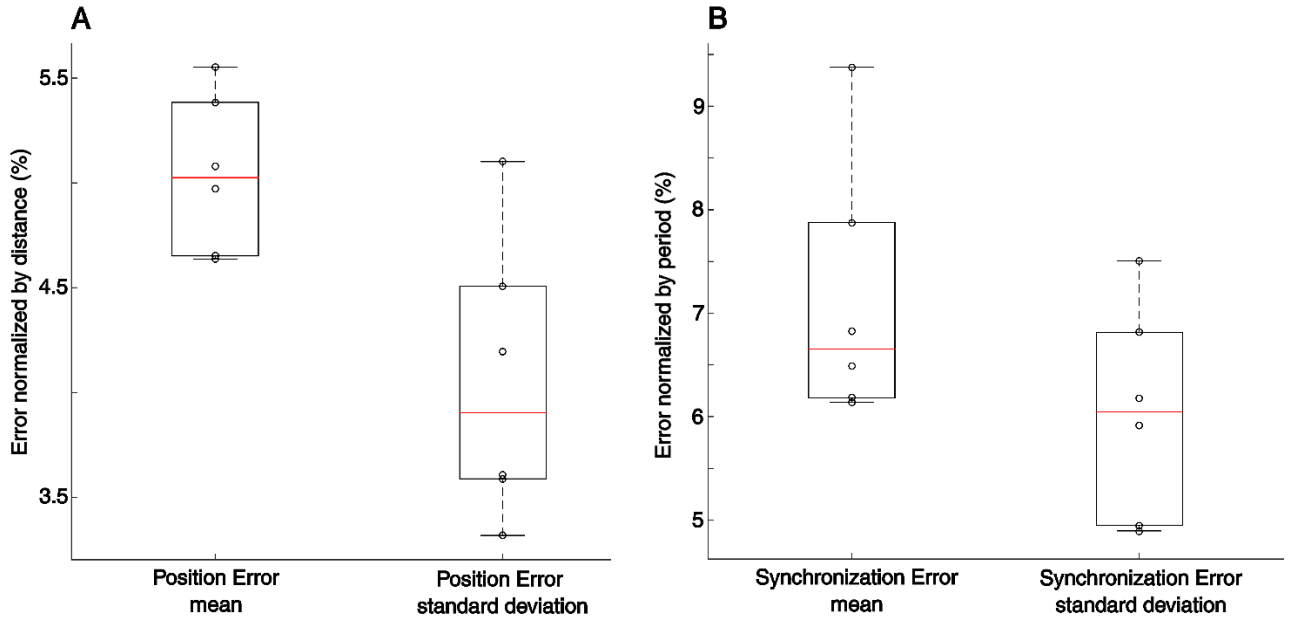 A
Error normalized by distance (%)
5.5
4.5
3.5
Position Error
mean
Position Error
standard deviation
B
Error normalized by period (%)
9
8
7
6
5
Synchronization Error
mean
Synchronization Error
standard deviation